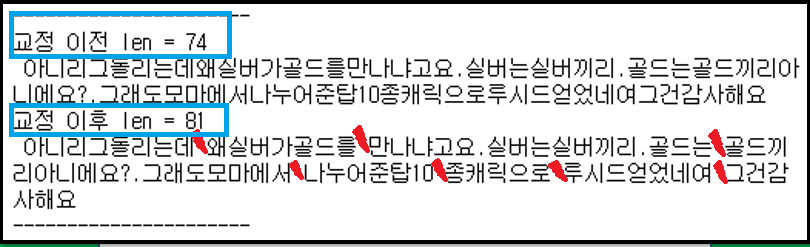 ----------------------
교정 이전 len = 74
아니리그돌리는데왜실버가골드를만나냐고요.실버는실버끼리.골드는골드끼리아
니에요?.그래도모마에서나누어준탑10종캐릭으로루시드얻었네여그건감사해요
교정 이후 len = 81
아니리그돌리는데 왜실버가골드를 만나냐고요.실버는실버끼리.골드는 골드끼
리아니에요?.그래도모마에서 나누어준탑10 종캐릭으로 루시드얻었네여 그건감
사해요
----------------------